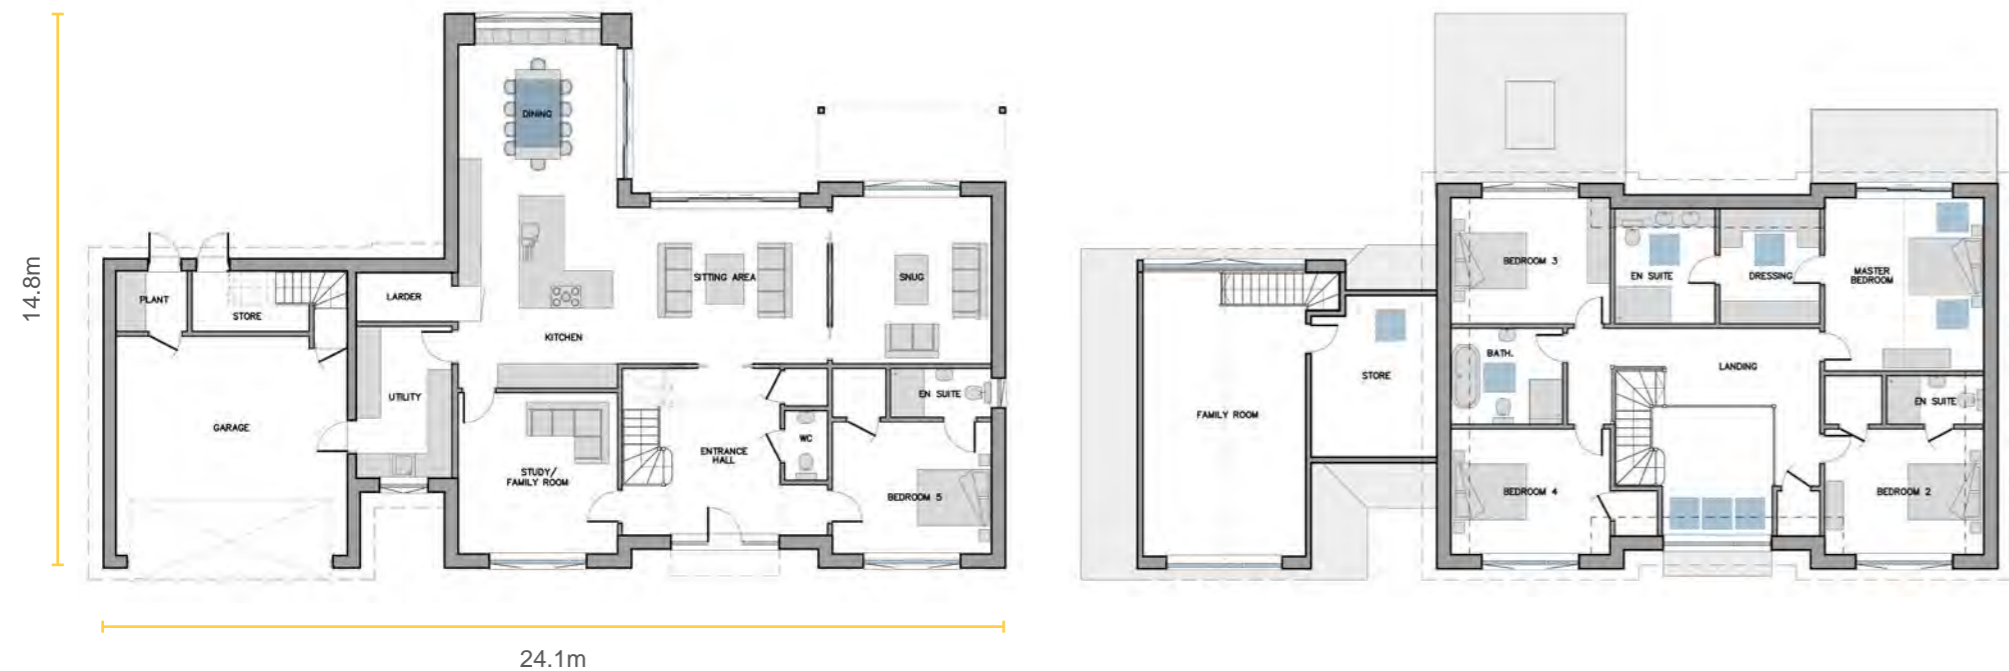 DINING
PLANT
STORE
LARDER
SITTING AREA
SNUG
KITCHEN
UTILITY
GARAGE
STUDY/
FAMILY ROOM
ENTRANCE
HALL
WC
EN SUITE
BEDROOM 5
14.8m
24.1m
BEDROOM 3
EN SUITE
DRESSING
MASTER
BEDROOM
BATH.
LANDING
STORE
FAMILY ROOM
EN SUITE
BEDROOM 4
BEDROOM 2